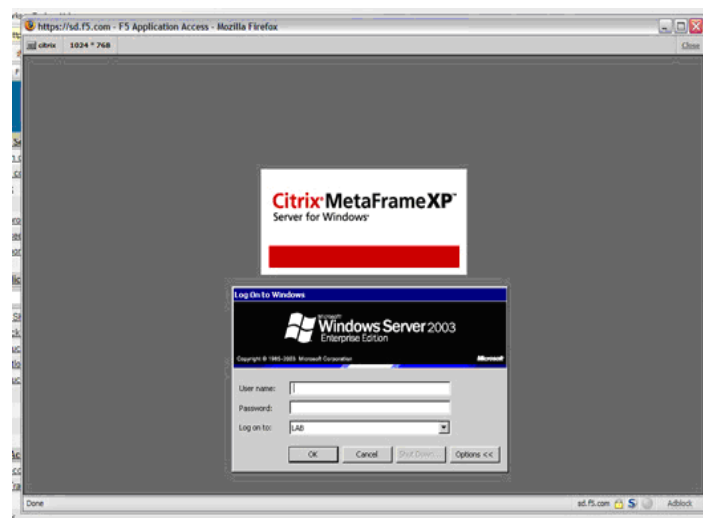 https://sd.f5.com - F5 Application Access - Mozilla Firefox
citrix 1024 * 768 Close
Citrix MetaFrame XP™
Server for Windows
Log On to Windows
Microsoft
Windows Server 2003
Enterprise Edition
Copyright © 1985-2003 Microsoft Corporation Microsoft
User name:
Password:
Log on to: LAB
OK Cancel Shut Down... Options <<
Done sd.f5.com S Adblock